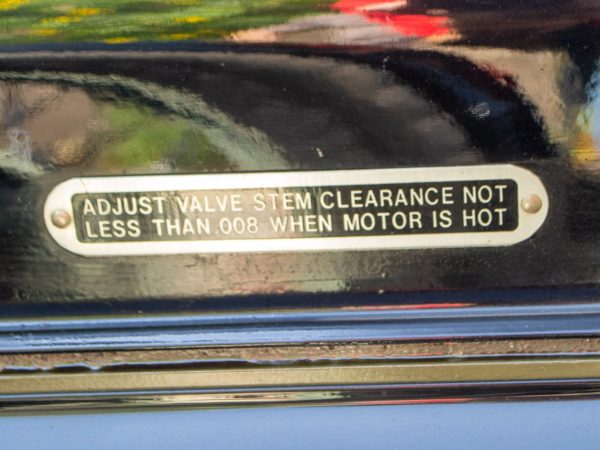 ADJUST VALVE STEM CLEARANCE NOT
LESS THAN .008 WHEN MOTOR IS HOT